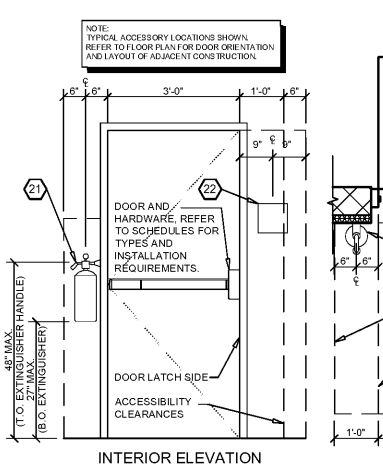 NOTE:
TYPICAL ACCESSORY LOCATIONS SHOWN.
REFER TO FLOOR PLAN FOR DOOR ORIENTATION
AND LAYOUT OF ADJACENT CONSTRUCTION.
℄
6" 6" 3'-0" 1'-0" 6"
℄
9" 9"
21
22
DOOR AND
HARDWARE, REFER
TO SCHEDULES FOR
TYPES AND
INSTALLATION
REQUIREMENTS.
6" 6"
℄
48" MAX.
(T.O. EXTINGUISHER HANDLE)
27" MAX.
(B.O. EXTINGUISHER)
DOOR LATCH SIDE
ACCESSIBILITY
CLEARANCES
1'-0"
INTERIOR ELEVATION